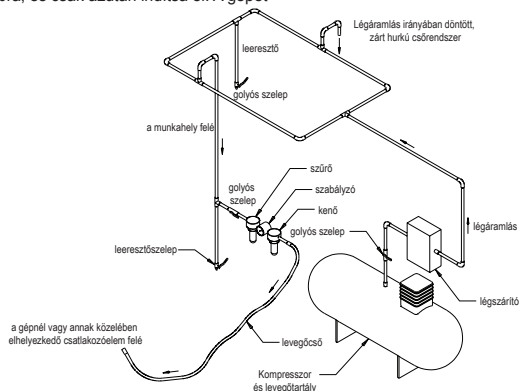 Légáramlás irányában döntött,
zárt hurkú csőrendszer
leeresztő
golyós szelep
a munkahely felé
szűrő
golyós
szelep
szabályzó
kenő
golyós szelep
légáramlás
leeresztőszelep
légszárító
a gépnél vagy annak közelében
elhelyezkedő csatlakozóelem felé
levegőcső
Kompresszor
és levegőtartály